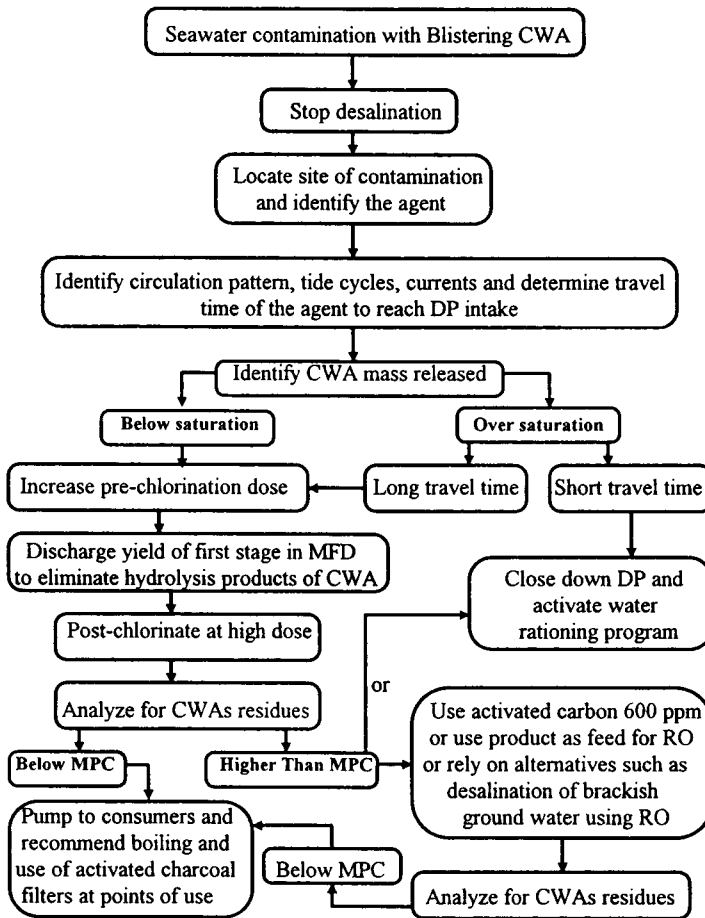 Seawater contamination with Blistering CWA
Stop desalination
Locate site of contamination
and identify the agent
Identify circulation pattern, tide cycles, currents and determine travel
time of the agent to reach DP intake
Identify CWA mass released
Below saturation
Over saturation
Increase pre-chlorination dose
Long travel time
Short travel time
Discharge yield of first stage in MFD
to eliminate hydrolysis products of CWA
Close down DP and
activate water
rationing program
Post-chlorinate at high dose
or
Analyze for CWAs residues
Use activated carbon 600 ppm
or use product as feed for RO
or rely on alternatives such as
desalination of brackish
ground water using RO
Below MPC
Higher Than MPC
Pump to consumers and
recommend boiling and
use of activated charcoal
filters at points of use
Below MPC
Analyze for CWAs residues